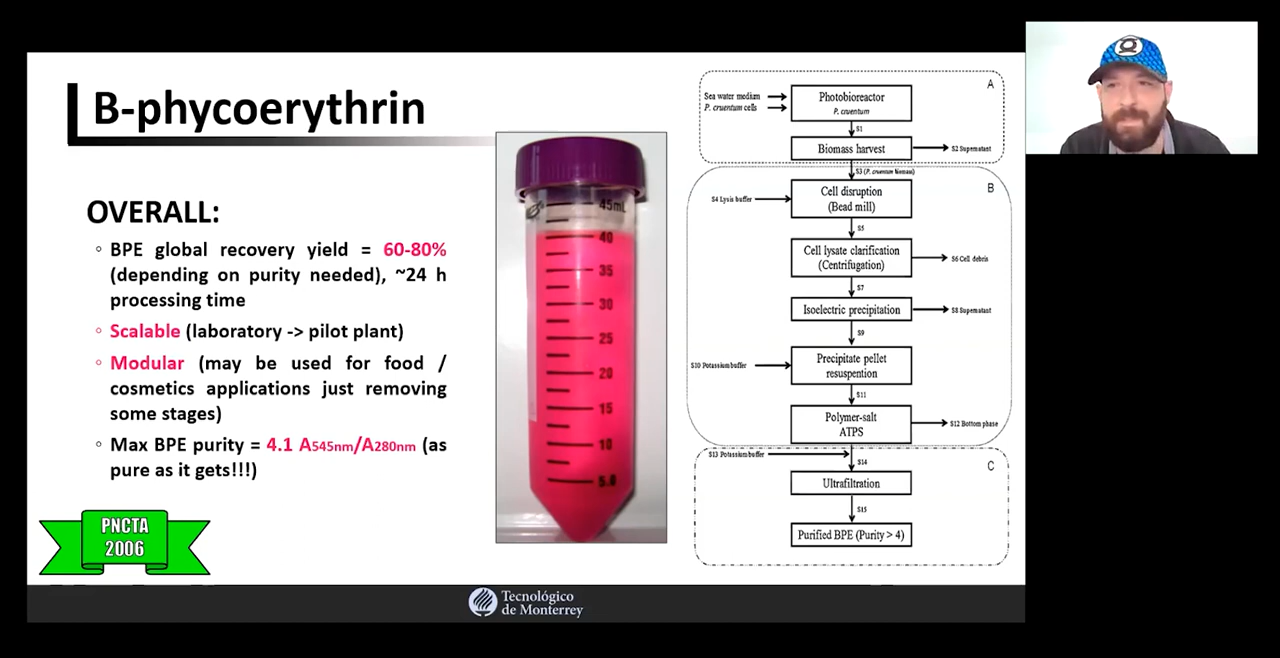 B-phycoerythrin
OVERALL:
◦ BPE global recovery yield = 60-80%
(depending on purity needed), ~24 h
processing time
◦ Scalable (laboratory -> pilot plant)
◦ Modular (may be used for food /
cosmetics applications just removing
some stages)
◦ Max BPE purity = 4.1 A545nm/A280nm (as
pure as it gets!!!)
PNCTA
2006
45mL
40
35
30
25
20
15
10
5.0
A
Sea water medium
P. cruentum cells
Photobioreactor
P. cruentum
S1
Biomass harvest
S2 Supernatant
S3 (P. cruentum biomass)
B
S4 Lysis buffer
Cell disruption
(Bead mill)
S5
Cell lysate clarification
(Centrifugation)
S6 Cell debris
S7
Isoelectric precipitation
S8 Supernatant
S9
S10 Potassium buffer
Precipitate pellet
resuspention
S11
Polymer-salt
ATPS
S12 Bottom phase
C
S13 Potassium buffer
S14
Ultrafiltration
S15
Purified BPE (Purity > 4)
Tecnológico
de Monterrey